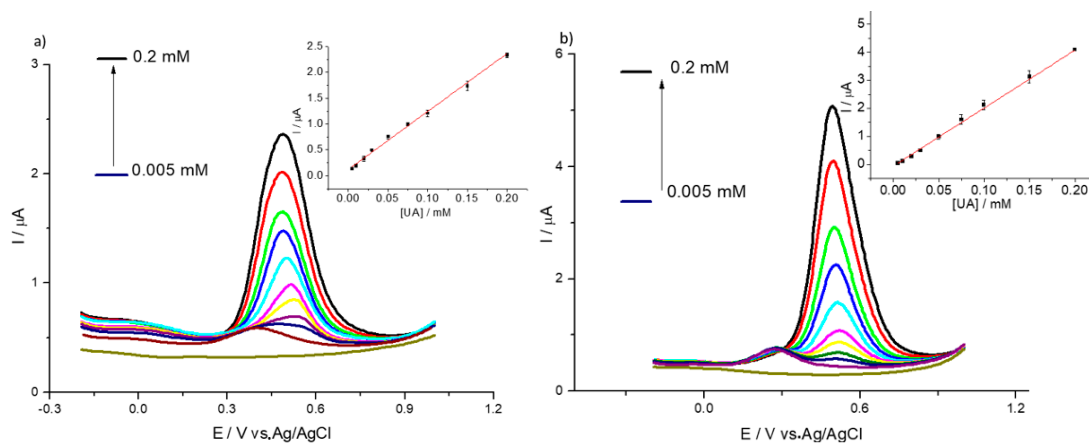 a)
0.2 mM
0.005 mM
I / μA
3
2
1
0
-0.3
0.0
0.3
0.6
0.9
1.2
E / V vs.Ag/AgCl
I / μA
2.5
2.0
1.5
1.0
0.5
0.0
0.00 0.05 0.10 0.15 0.20
[UA] / mM
b)
0.2 mM
0.005 mM
I / μA
6
4
2
0
0.0
0.6
1.2
E / V vs.Ag/AgCl
I / μA
5
4
3
2
1
0
0.00 0.05 0.10 0.15 0.20
[UA] / mM